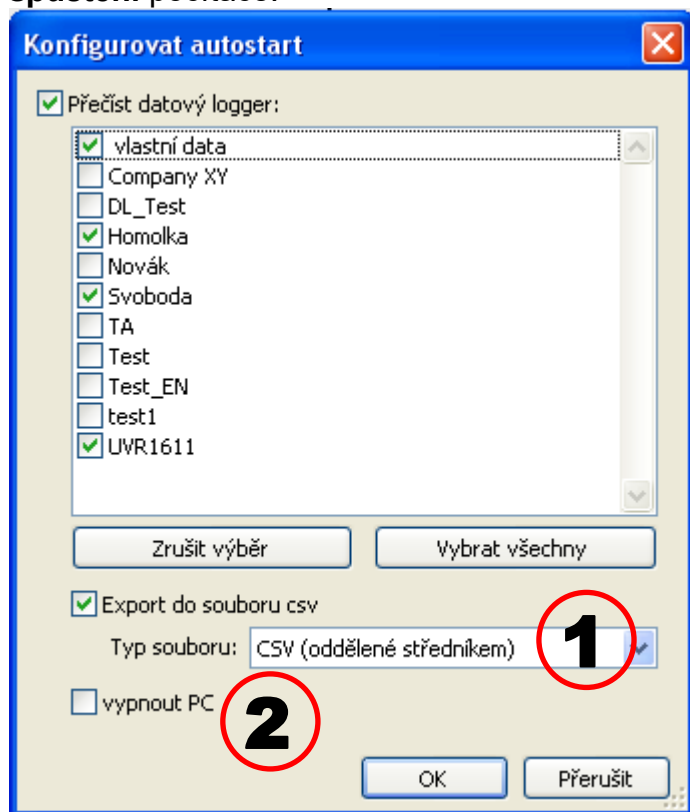 Konfigurovat autostart
Přečíst datový logger:
vlastní data
Company XY
DL_Test
Homolka
Novák
Svoboda
TA
Test
Test_EN
test1
UVR1611
Zrušit výběr Vybrat všechny
Export do souboru csv
Typ souboru: CSV (oddělené středníkem) 1
vypnout PC 2
OK Přerušit